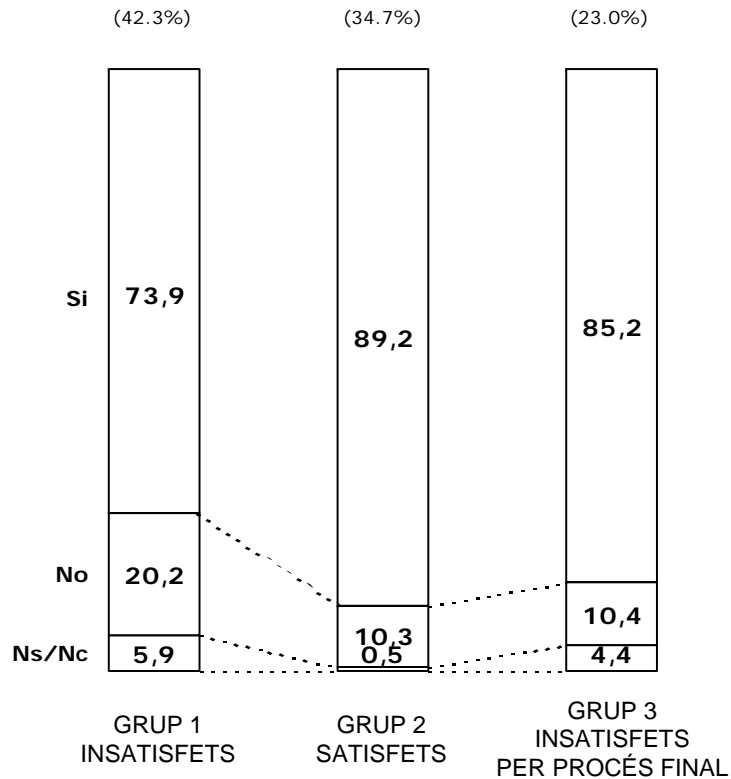 (42.3%) (34.7%) (23.0%)
Si 73,9 89,2 85,2
No 20,2 10,3 10,4
Ns/Nc 5,9 0,5 4,4
GRUP 1
INSATISFETS
GRUP 2
SATISFETS
GRUP 3
INSATISFETS
PER PROCÉS FINAL